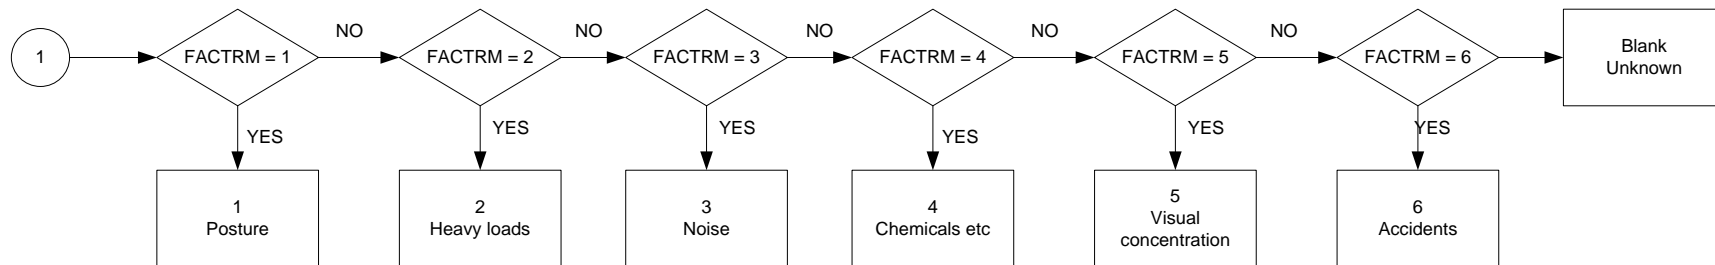 1
FACTRM = 1
NO
FACTRM = 2
NO
FACTRM = 3
NO
FACTRM = 4
NO
FACTRM = 5
NO
FACTRM = 6
Blank
Unknown
YES
YES
YES
YES
YES
YES
1
Posture
2
Heavy loads
3
Noise
4
Chemicals etc
5
Visual
concentration
6
Accidents